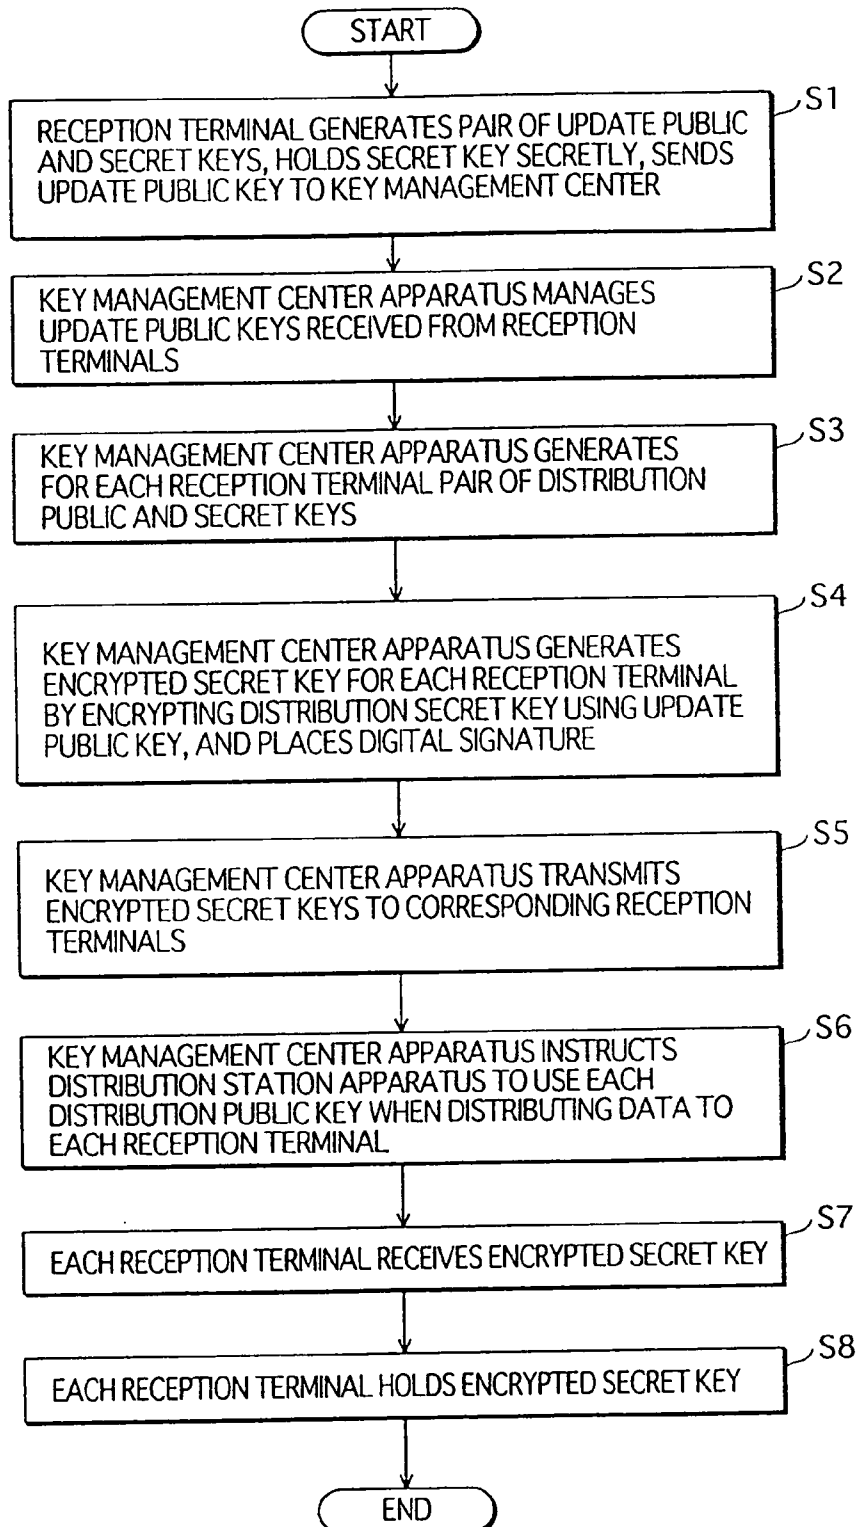 START
S1
RECEPTION TERMINAL GENERATES PAIR OF UPDATE PUBLIC
AND SECRET KEYS, HOLDS SECRET KEY SECRETLY, SENDS
UPDATE PUBLIC KEY TO KEY MANAGEMENT CENTER
S2
KEY MANAGEMENT CENTER APPARATUS MANAGES
UPDATE PUBLIC KEYS RECEIVED FROM RECEPTION
TERMINALS
S3
KEY MANAGEMENT CENTER APPARATUS GENERATES
FOR EACH RECEPTION TERMINAL PAIR OF DISTRIBUTION
PUBLIC AND SECRET KEYS
S4
KEY MANAGEMENT CENTER APPARATUS GENERATES
ENCRYPTED SECRET KEY FOR EACH RECEPTION TERMINAL
BY ENCRYPTING DISTRIBUTION SECRET KEY USING UPDATE
PUBLIC KEY, AND PLACES DIGITAL SIGNATURE
S5
KEY MANAGEMENT CENTER APPARATUS TRANSMITS
ENCRYPTED SECRET KEYS TO CORRESPONDING RECEPTION
TERMINALS
S6
KEY MANAGEMENT CENTER APPARATUS INSTRUCTS
DISTRIBUTION STATION APPARATUS TO USE EACH
DISTRIBUTION PUBLIC KEY WHEN DISTRIBUTING DATA TO
EACH RECEPTION TERMINAL
S7
EACH RECEPTION TERMINAL RECEIVES ENCRYPTED SECRET KEY
S8
EACH RECEPTION TERMINAL HOLDS ENCRYPTED SECRET KEY
END